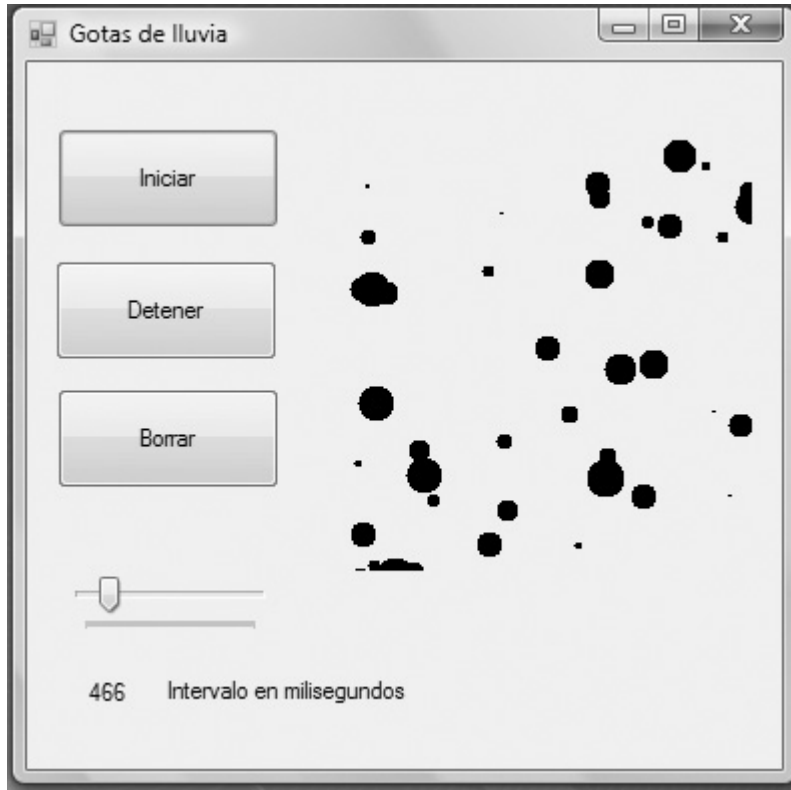 Gotas de lluvia
Iniciar
Detener
Borrar
466 Intervalo en milisegundos